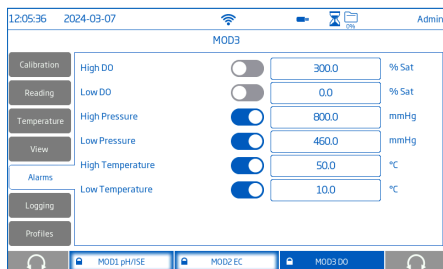 12:05:36 2024-03-07 0% Admin
MOD3
Calibration
Reading
Temperature
View
Alarms
Logging
Profiles
High DO 300.0 % Sat
Low DO 0.0 % Sat
High Pressure 800.0 mmHg
Low Pressure 460.0 mmHg
High Temperature 50.0 °C
Low Temperature 10.0 °C
MOD1 pH/ISE MOD2 EC MOD3 DO